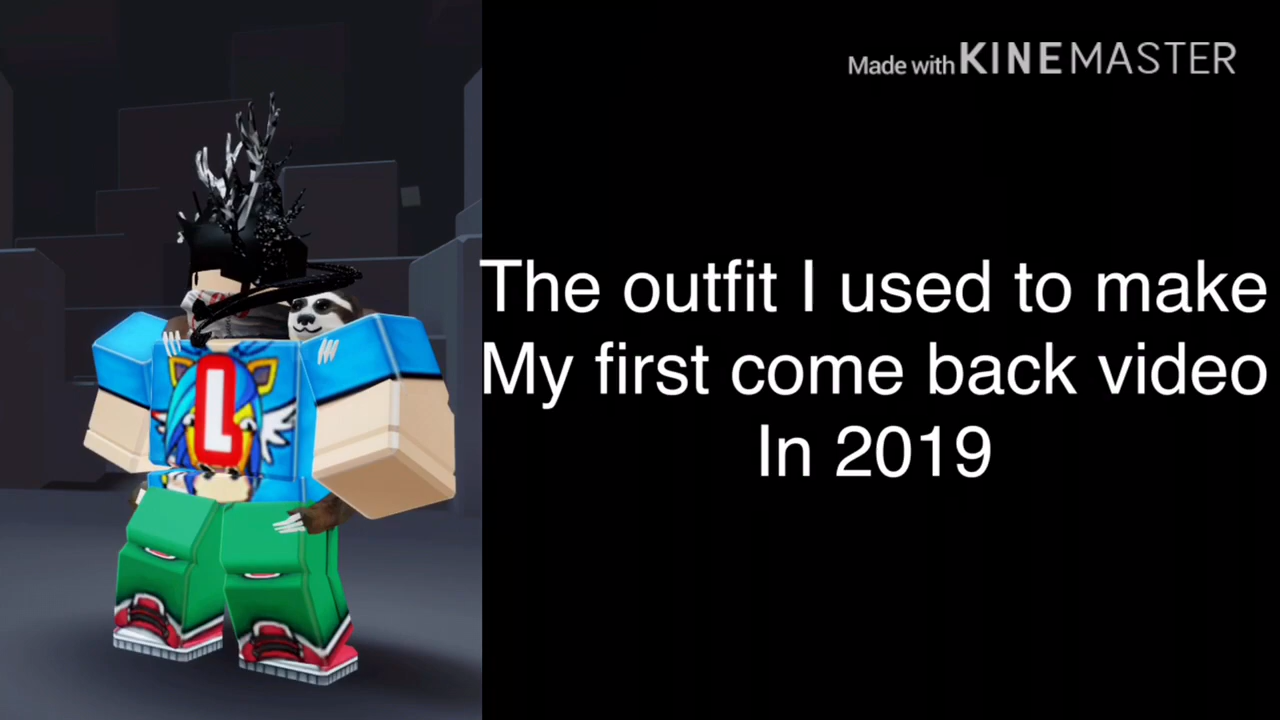 Made with KINEMASTER
The outfit I used to make
My first come back video
In 2019
L